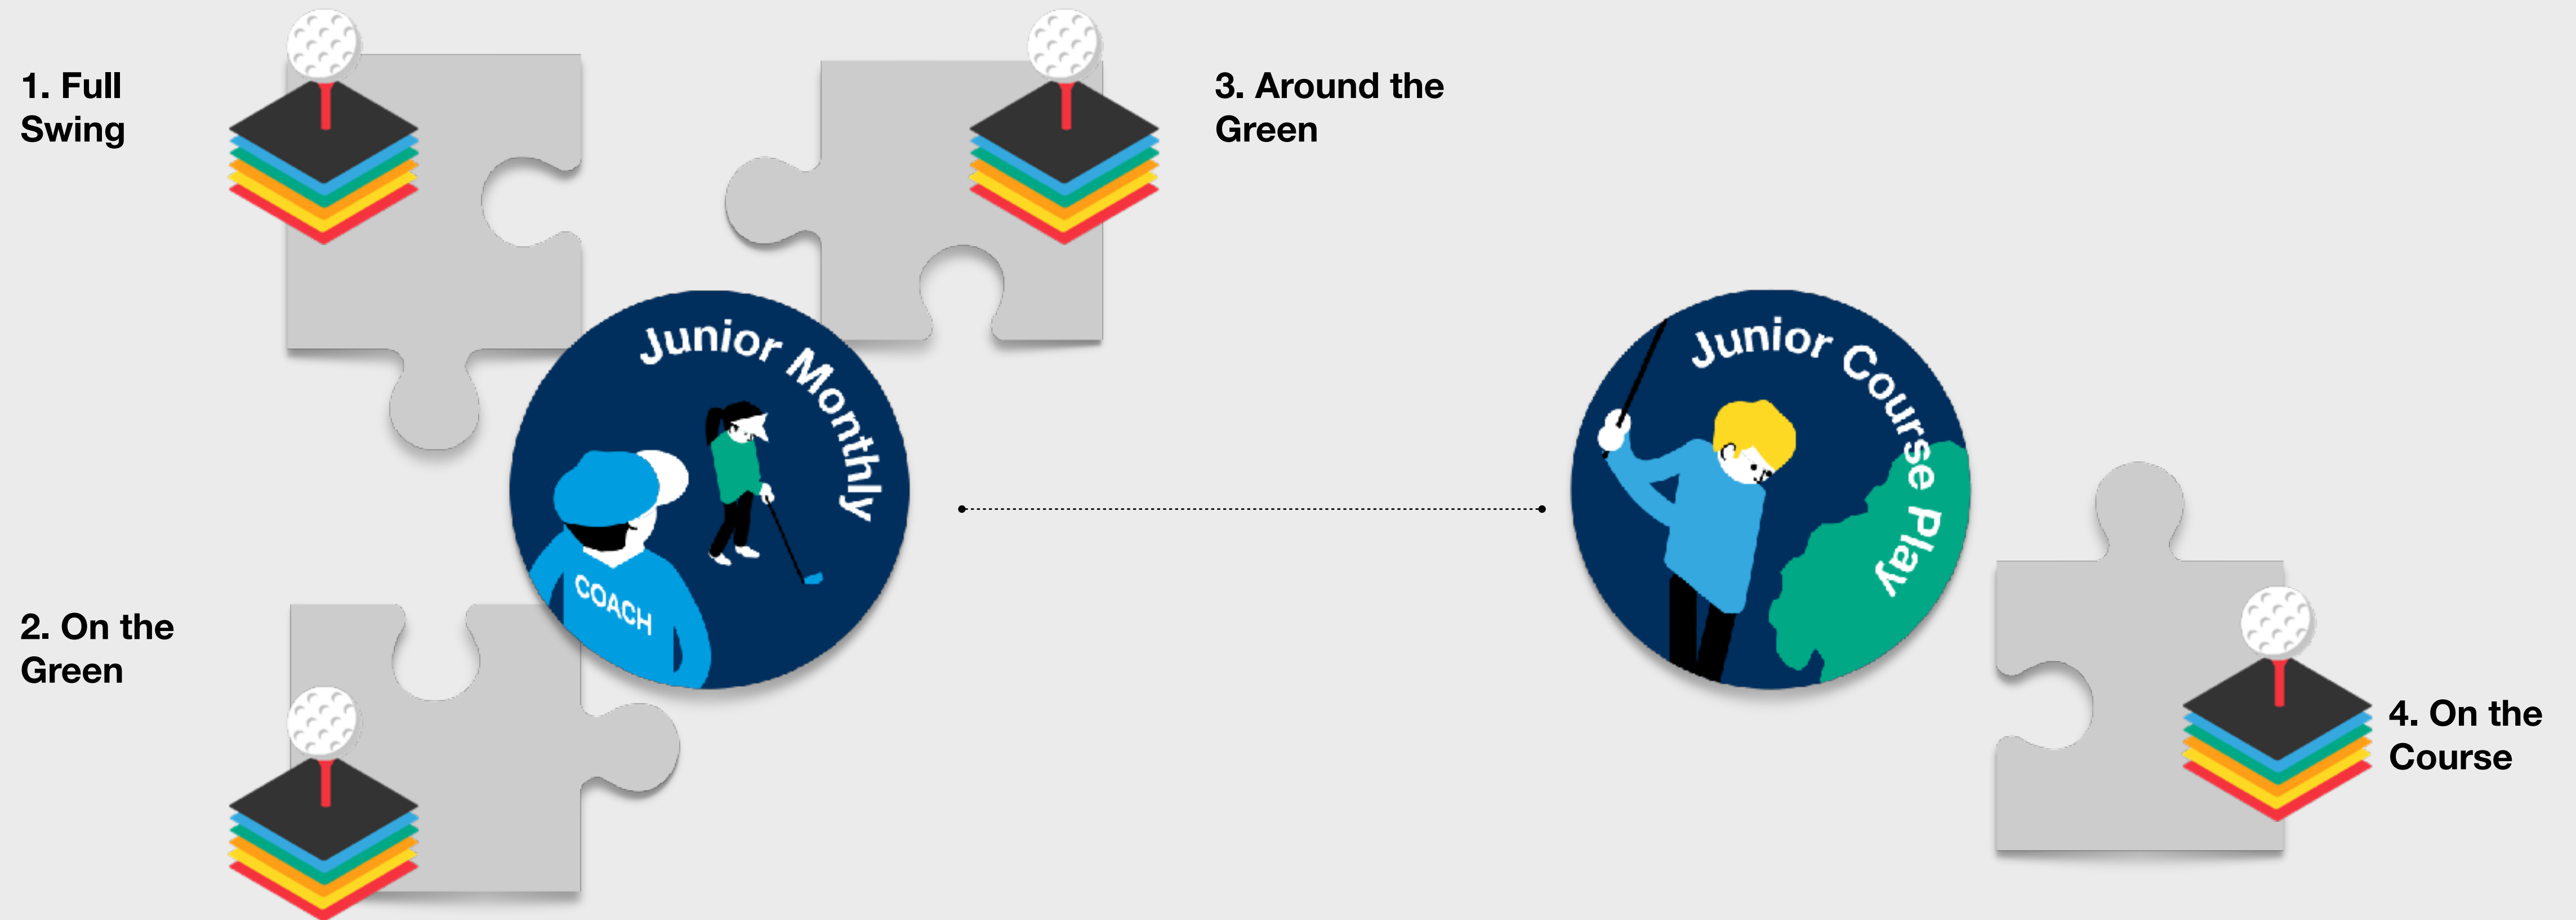 1. Full
Swing
3. Around the
Green
Junior Monthly
COACH
Junior Course Play
2. On the
Green
4. On the
Course